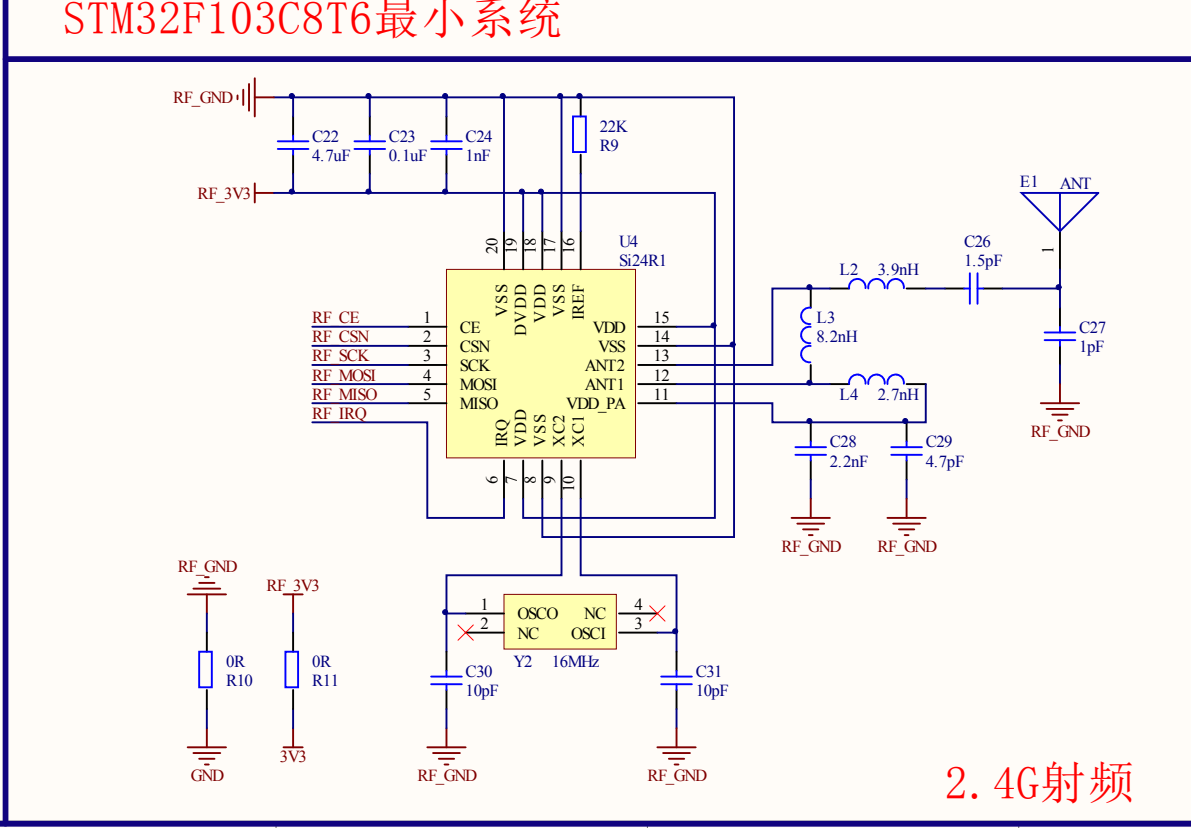 STM32F103C8T6最小系统
RF_GND
C22
4.7uF
C23
0.1uF
C24
1nF
22K
R9
RF_3V3
20
19
18
17
16
U4
Si24R1
VSS
DVDD
VDD
VSS
IREF
RF_CE
1
CE
RF_CSN
2
CSN
RF_SCK
3
SCK
RF_MOSI
4
MOSI
RF_MISO
5
MISO
RF_IRQ
VDD
15
VSS
14
ANT2
13
ANT1
12
VDD_PA
11
IRQ
VDD
VSS
XC2
XC1
6
7
8
9
10
E1
ANT
1
C26
1.5pF
L2
3.9nH
L3
8.2nH
C27
1pF
RF_GND
L4
2.7nH
C28
2.2nF
C29
4.7pF
RF_GND
RF_GND
RF_GND
RF_3V3
0R
R10
0R
R11
GND
3V3
1
OSCO
NC
4
2
NC
OSCI
3
Y2
16MHz
C30
10pF
C31
10pF
RF_GND
RF_GND
2.4G射频